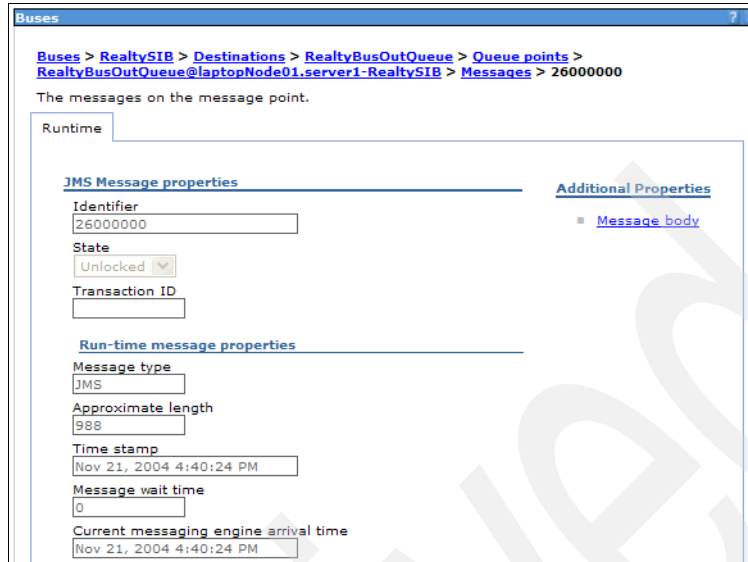 Buses
?
Buses > RealtySIB > Destinations > RealtyBusOutQueue > Queue points >
RealtyBusOutQueue@laptopNode01.server1-RealtySIB > Messages > 26000000
The messages on the message point.
Runtime
JMS Message properties
Additional Properties
Identifier
26000000
Message body
State
Unlocked
Transaction ID
Run-time message properties
Message type
JMS
Approximate length
988
Time stamp
Nov 21, 2004 4:40:24 PM
Message wait time
0
Current messaging engine arrival time
Nov 21, 2004 4:40:24 PM